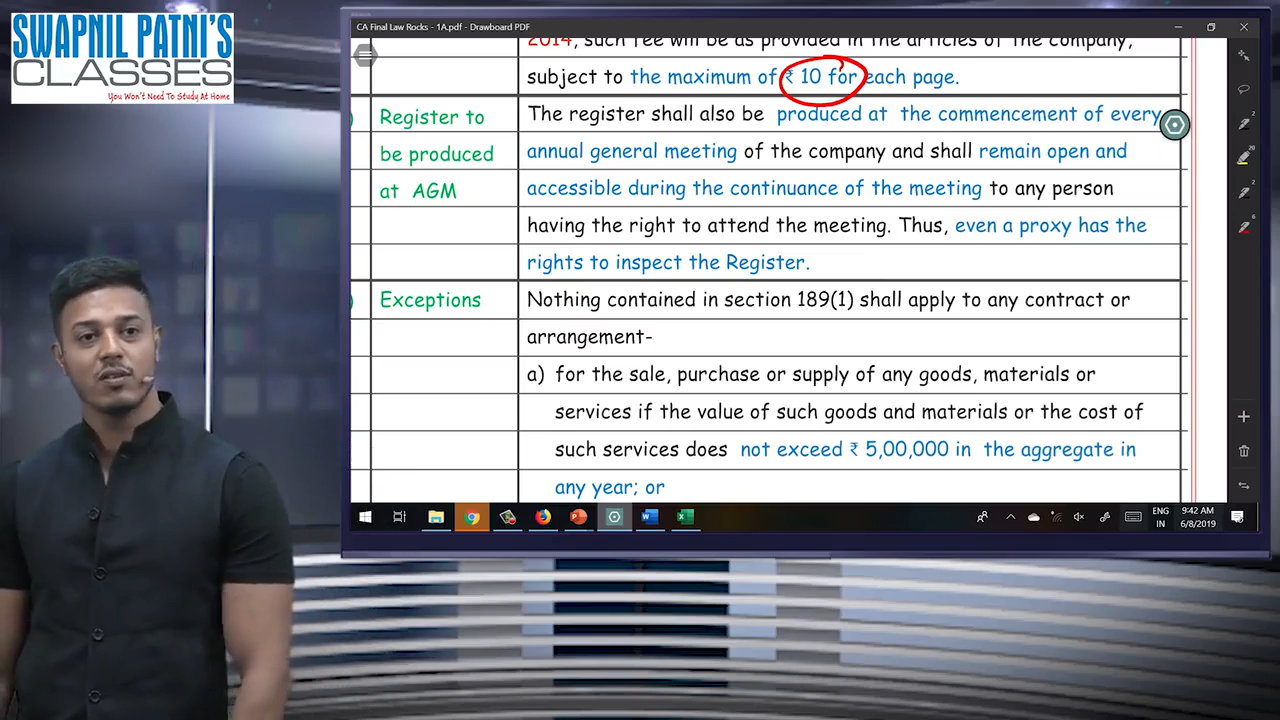 SWAPNIL PATNI'S
CLASSES
You Won't Need To Study At Home
CA Final Law Rocks - 1A.pdf - Drawboard PDF
2014, such fee will be as provided in the articles of the company,
subject to the maximum of ₹ 10 for each page.
Register to
be produced
at AGM
The register shall also be produced at the commencement of every
annual general meeting of the company and shall remain open and
accessible during the continuance of the meeting to any person
having the right to attend the meeting. Thus, even a proxy has the
rights to inspect the Register.
Exceptions
Nothing contained in section 189(1) shall apply to any contract or
arrangement-
a) for the sale, purchase or supply of any goods, materials or
services if the value of such goods and materials or the cost of
such services does not exceed ₹ 5,00,000 in the aggregate in
any year; or
ENG
IN
9:42 AM
6/8/2019